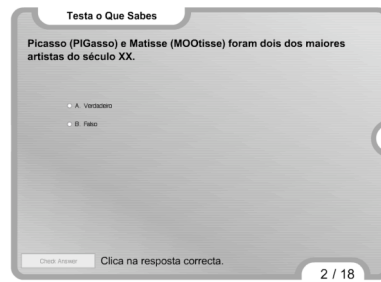 Testa o Que Sabes
Picasso (PIGasso) e Matisse (MOOtisse) foram dois dos maiores
artistas do século XX.
A. Verdadeiro
B. Falso
Check Answer
Clica na resposta correcta.
2 / 18